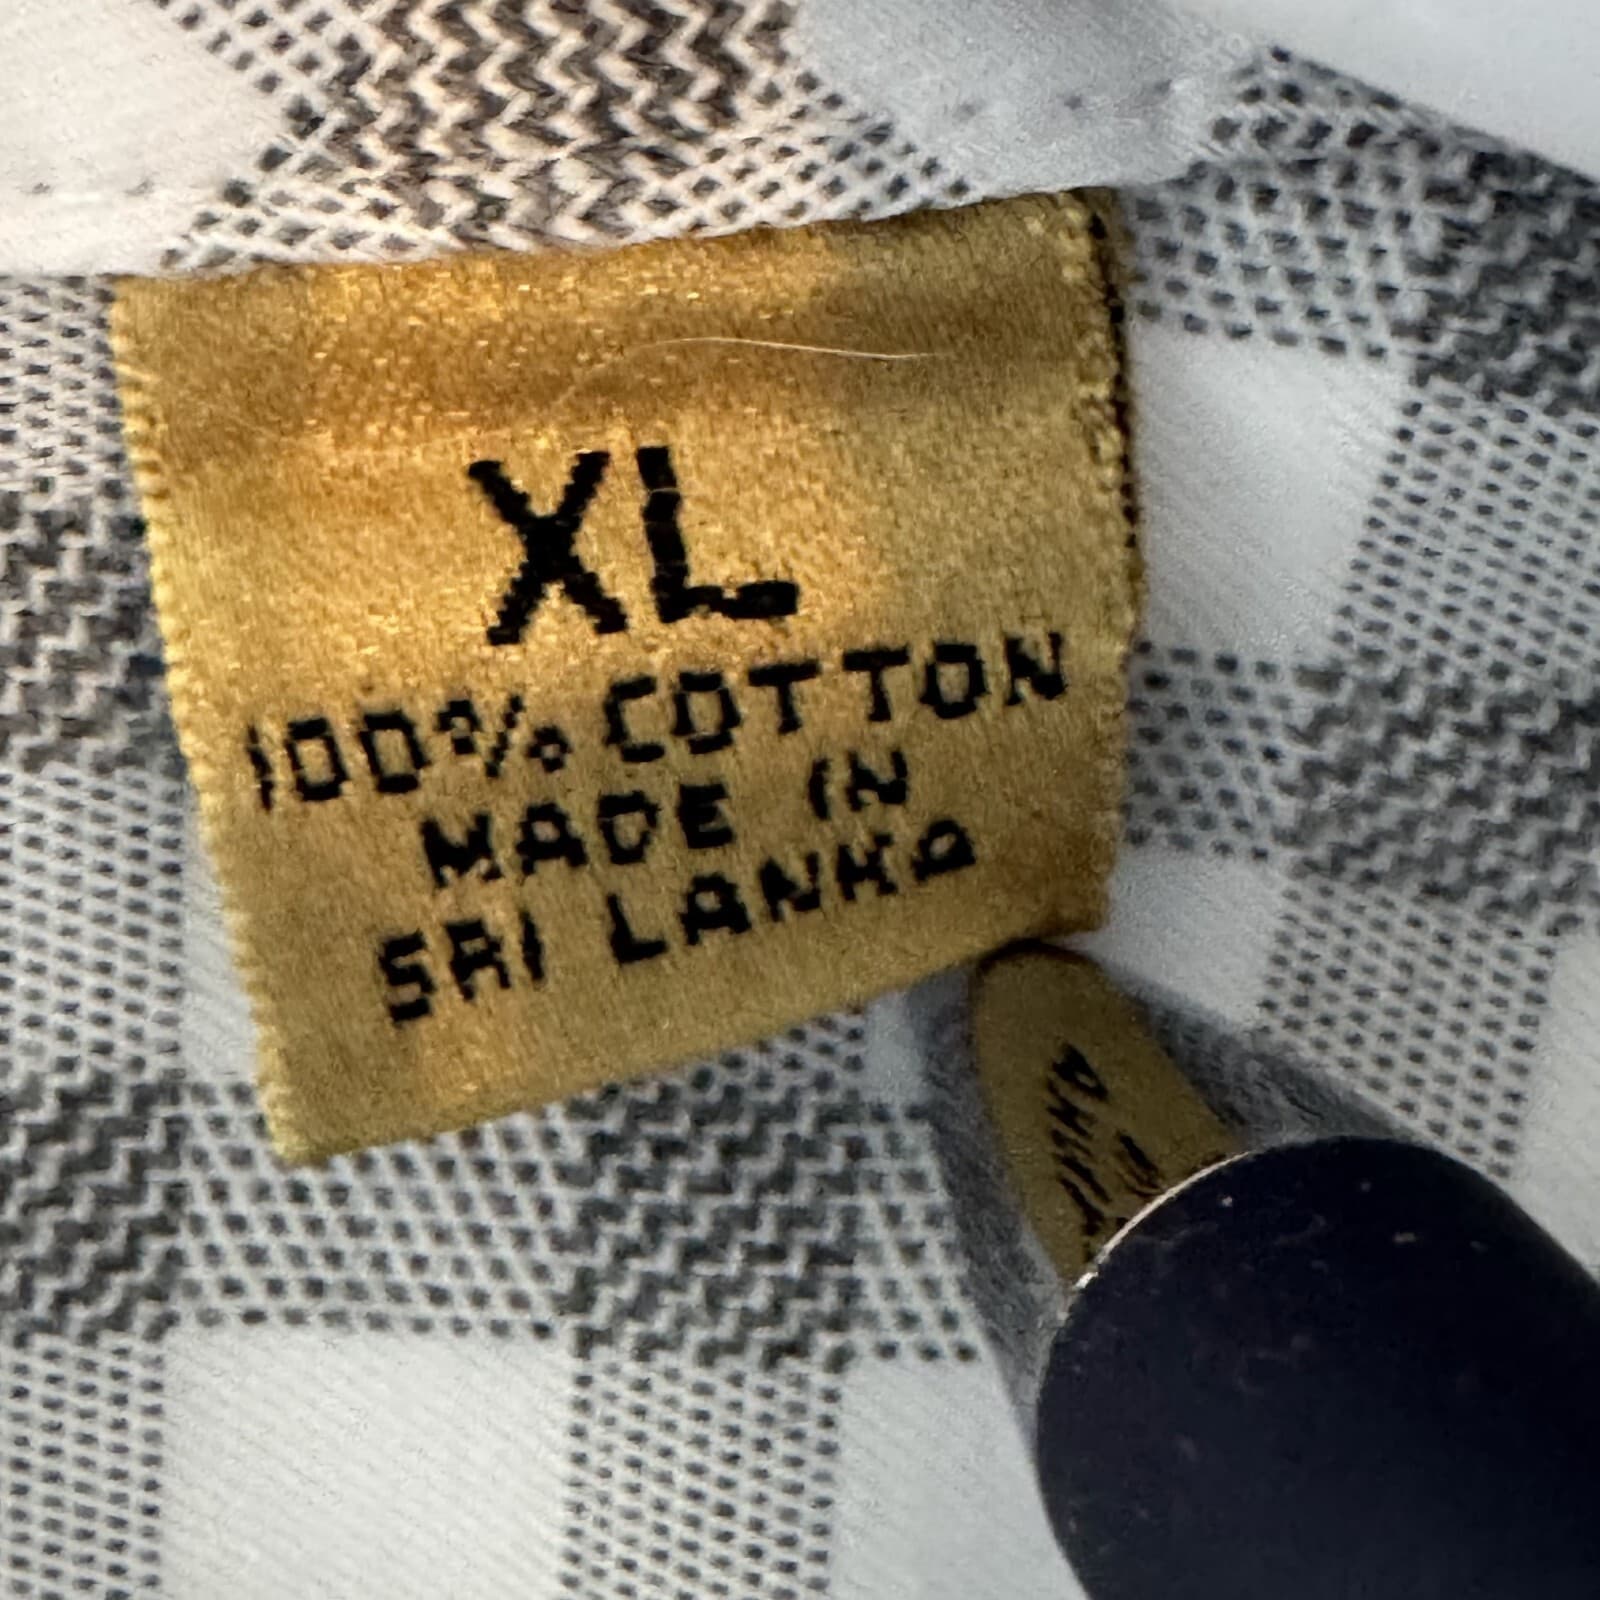 XL
100% COTTON
MADE IN
SRI LANKA